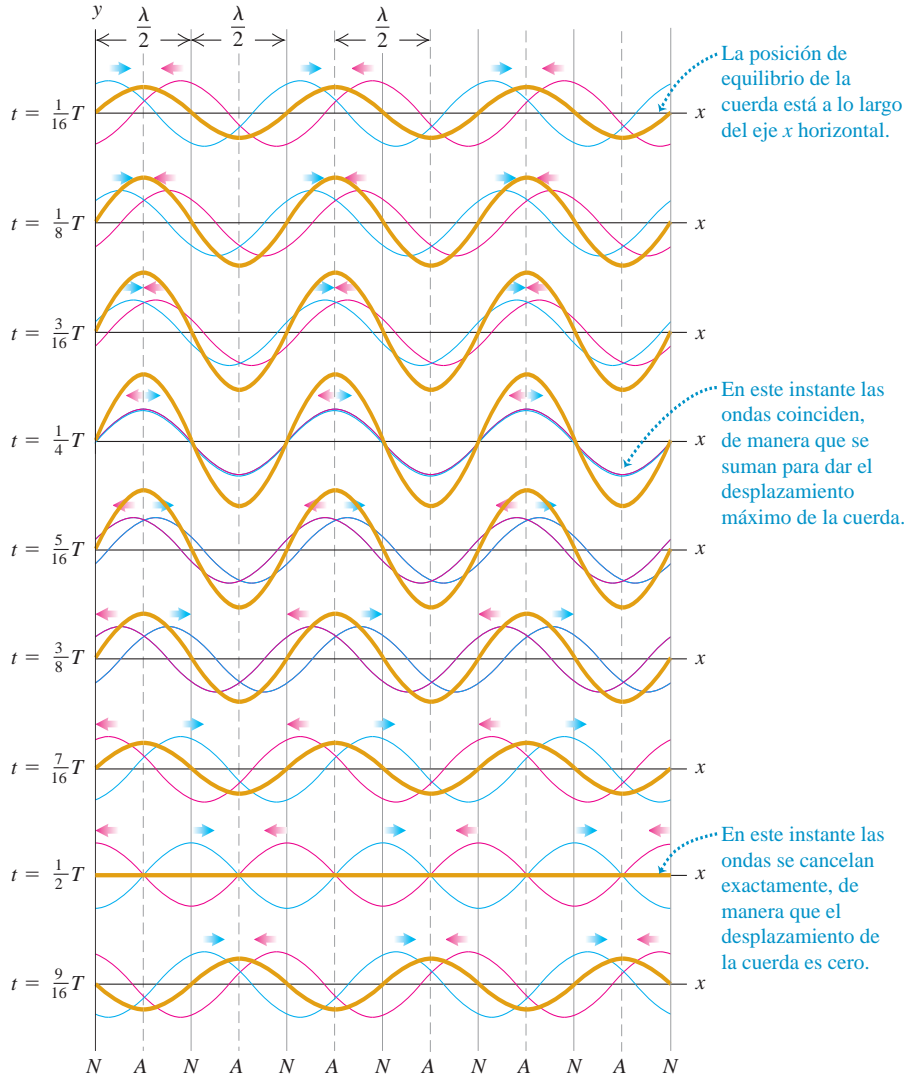 y
λ/2 λ/2 λ/2
t = 1/16 T
x
La posición de
equilibrio de la
cuerda está a lo largo
del eje x horizontal.
t = 1/8 T
x
t = 3/16 T
x
t = 1/4 T
x
En este instante las
ondas coinciden,
de manera que se
suman para dar el
desplazamiento
máximo de la cuerda.
t = 5/16 T
x
t = 3/8 T
x
t = 7/16 T
x
t = 1/2 T
x
En este instante las
ondas se cancelan
exactamente, de
manera que el
desplazamiento de
la cuerda es cero.
t = 9/16 T
x
N A N A N A N A N A N A N